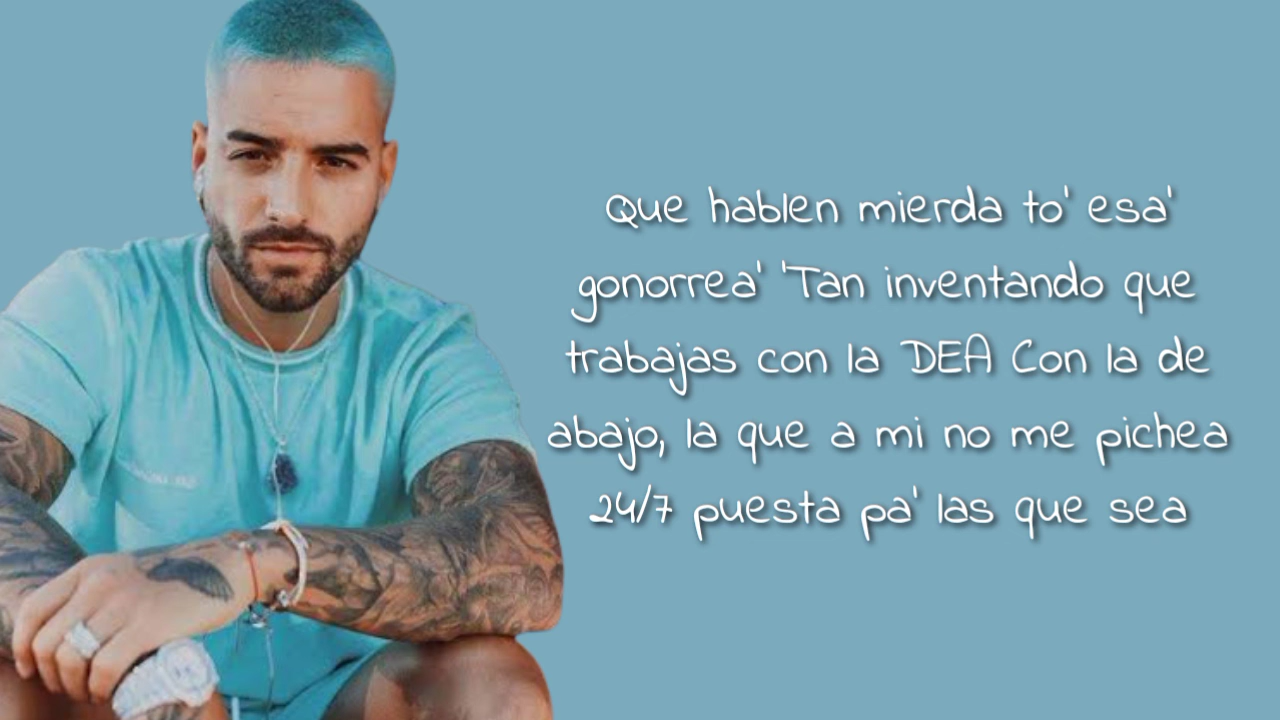 Que hablen mierda to' esa'
gonorrea' 'Tan inventando que
trabajas con la DEA Con la de
abajo, la que a mi no me pichea
24/7 puesta pa' las que sea